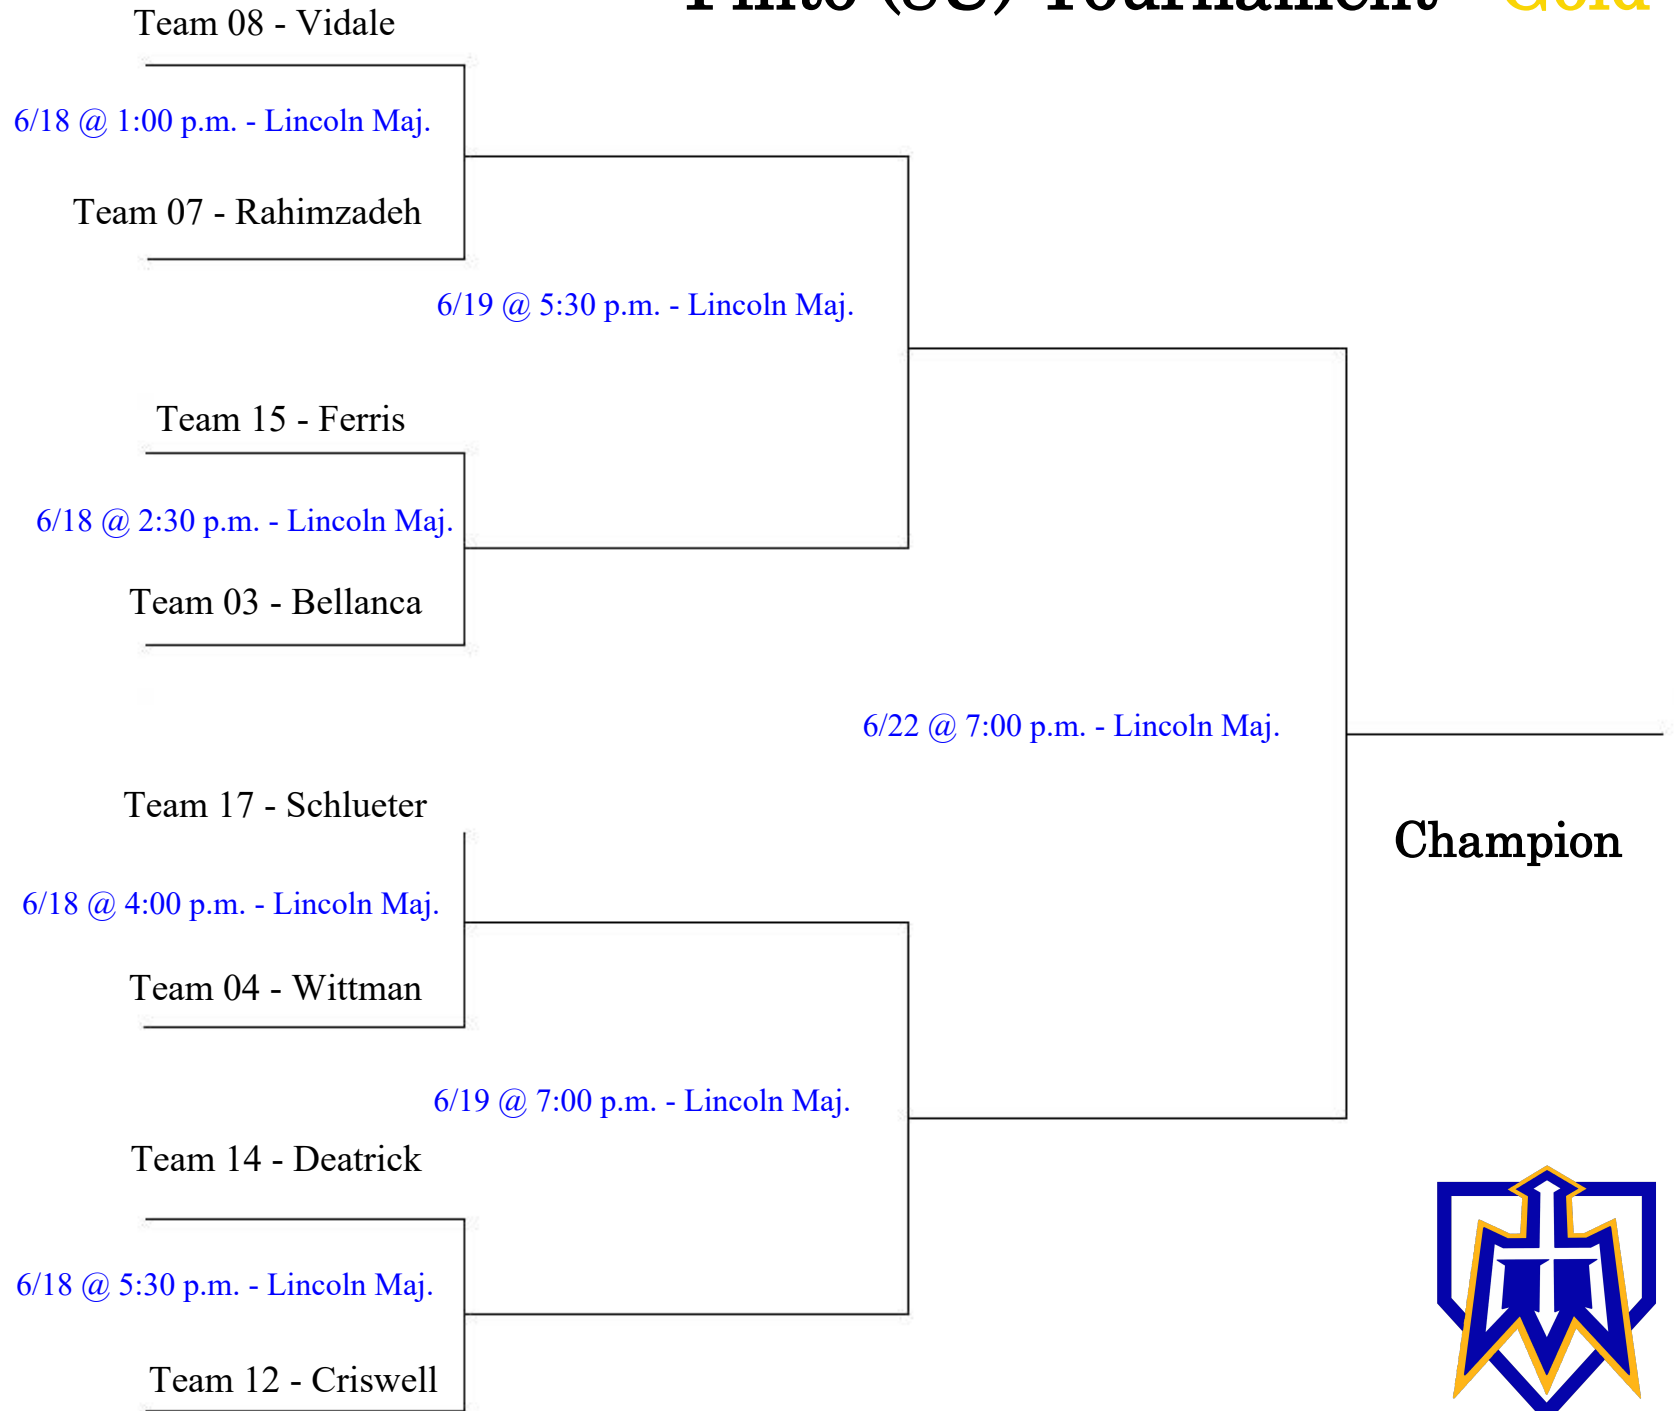 Tournament
Gold
Team 08 - Vidale
6/18 @ 1:00 p.m. - Lincoln Maj.
Team 07 - Rahimzadeh
6/19 @ 5:30 p.m. - Lincoln Maj.
Team 15 - Ferris
6/18 @ 2:30 p.m. - Lincoln Maj.
Team 03 - Bellanca
6/22 @ 7:00 p.m. - Lincoln Maj.
Team 17 - Schlueter
Champion
6/18 @ 4:00 p.m. - Lincoln Maj.
Team 04 - Wittman
6/19 @ 7:00 p.m. - Lincoln Maj.
Team 14 - Deatrick
6/18 @ 5:30 p.m. - Lincoln Maj.
Team 12 - Criswell